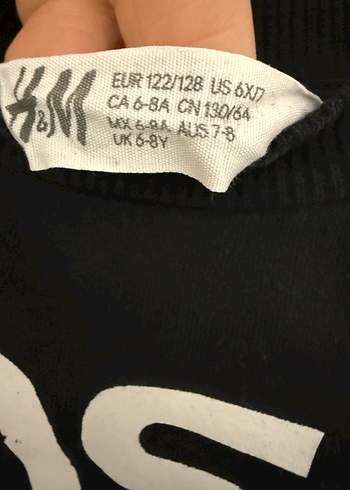 H&M
EUR 122/128 US 6X/7
CA 6-8A CN 130/64
MX 6-8A AUS 7-8
UK 6-8Y